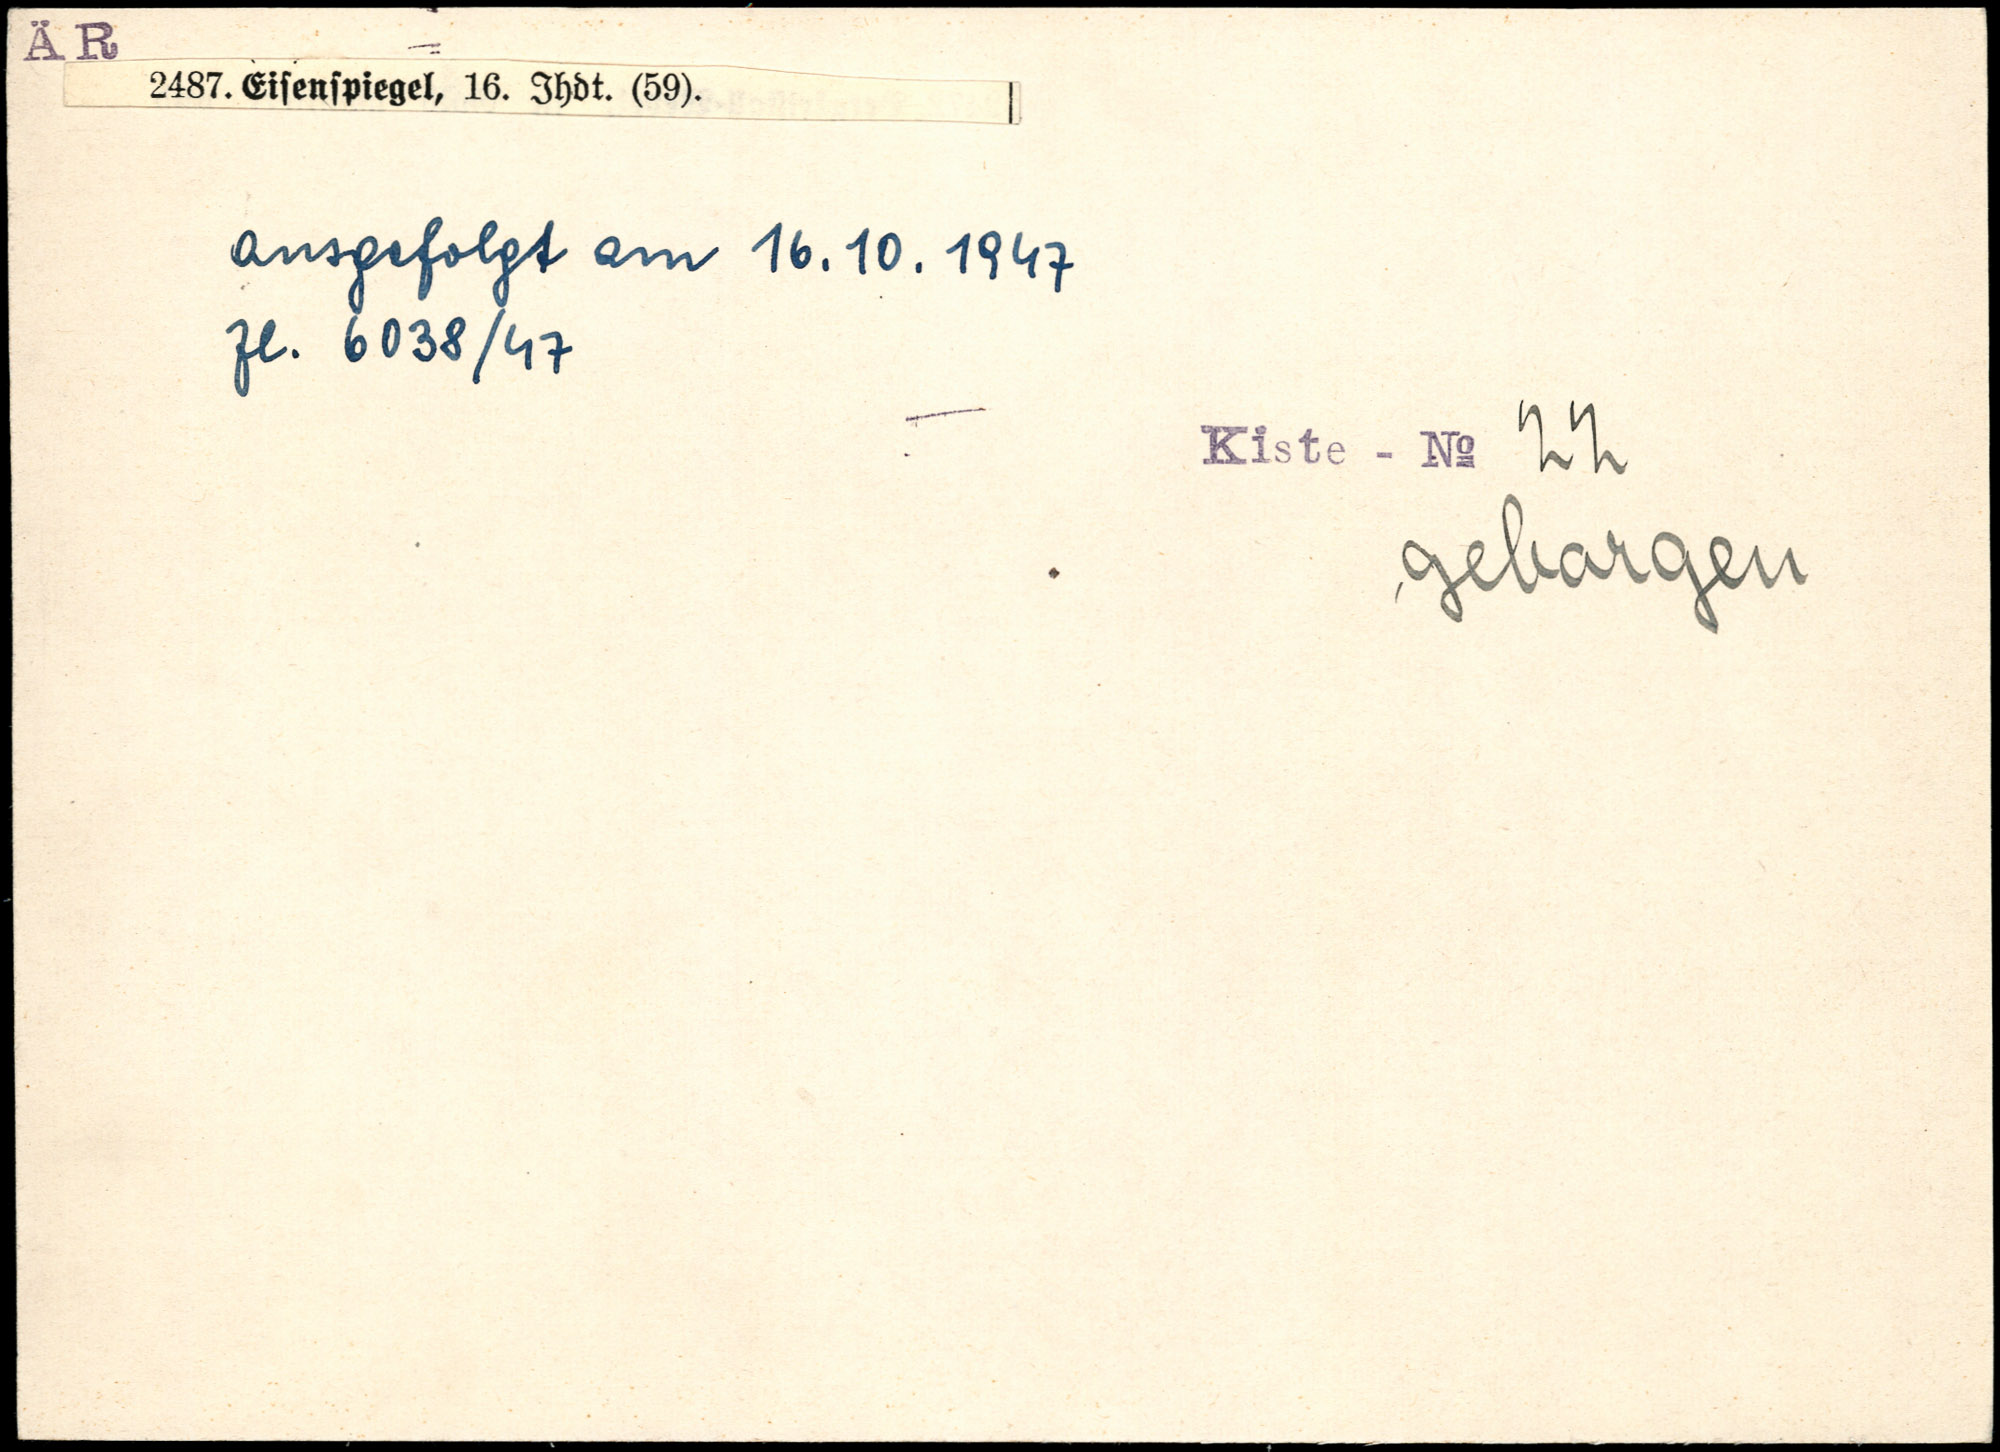 ÄR
2487. Eiſenſpiegel, 16. Jhdt. (59).
ausgefolgt am 16.10.1947
Zl. 6038/47
Kiste - № 22
geborgen